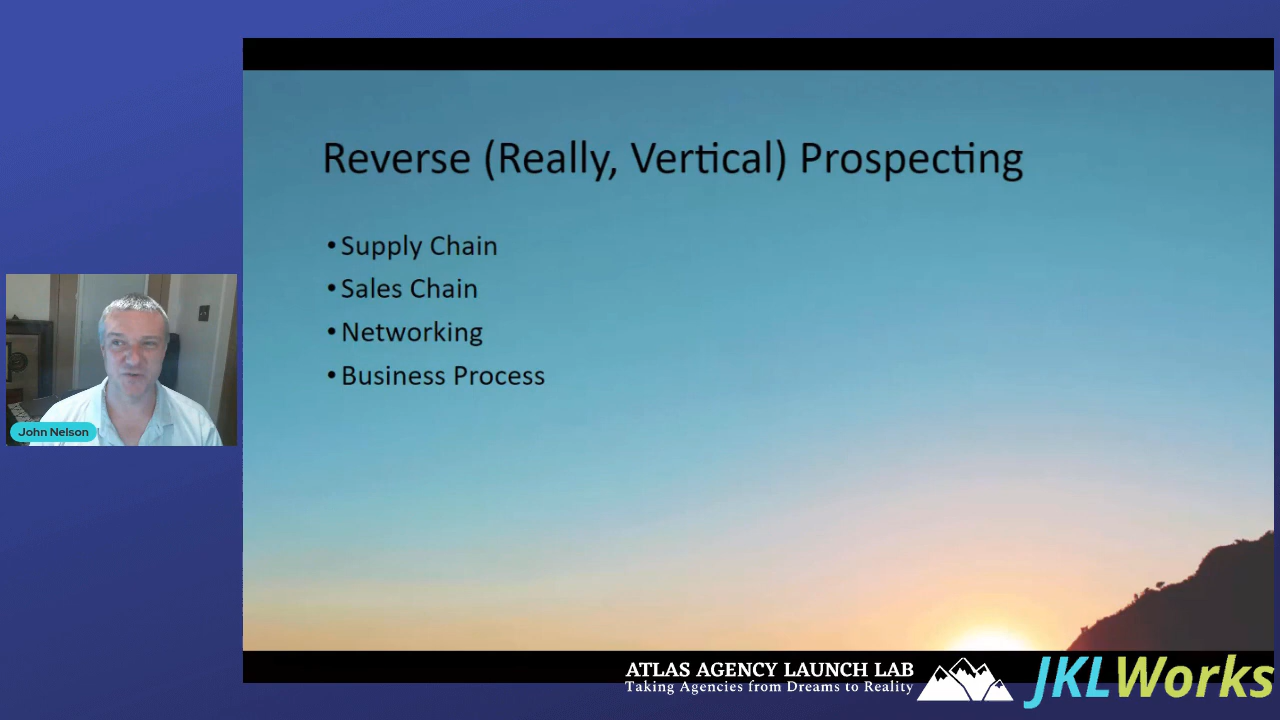 Reverse (Really, Vertical) Prospecting
• Supply Chain
• Sales Chain
• Networking
• Business Process
John Nelson
ATLAS AGENCY LAUNCH LAB
Taking Agencies from Dreams to Reality
JKLWorks